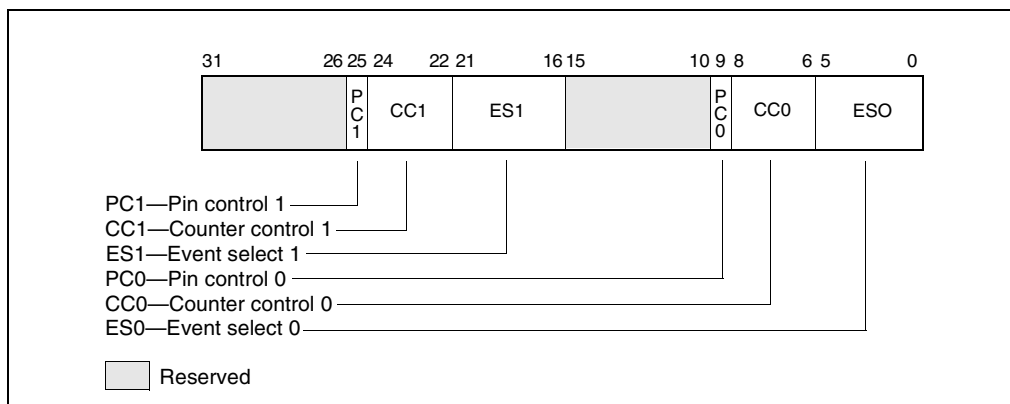 31 26 25 24 22 21 16 15 10 9 8 6 5 0
PC1 CC1 ES1 PC0 CC0 ESO
PC1—Pin control 1
CC1—Counter control 1
ES1—Event select 1
PC0—Pin control 0
CC0—Counter control 0
ES0—Event select 0
Reserved